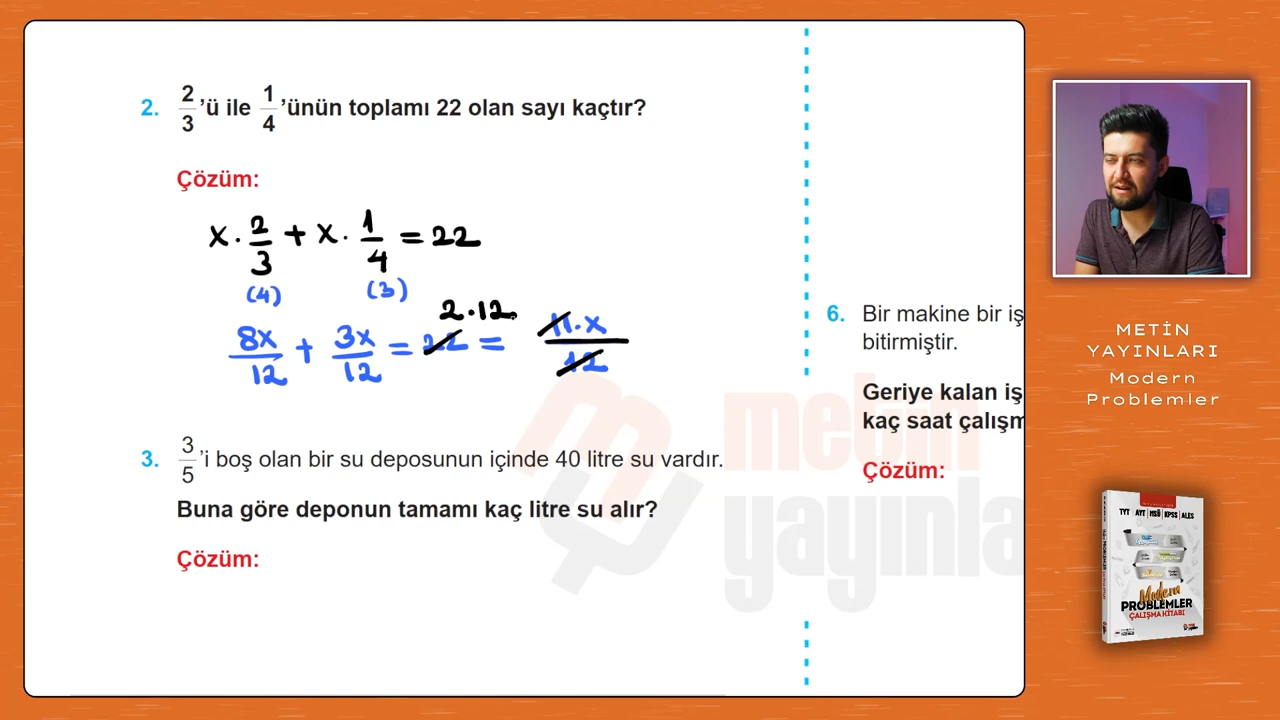 2. 2/3 'ü ile 1/4 'ünün toplamı 22 olan sayı kaçtır?
Çözüm:
x · 2/3 + x · 1/4 = 22
(4) (3)
2·12
8x/12 + 3x/12 = 22 = 11·x/12
3. 3/5 'i boş olan bir su deposunun içinde 40 litre su vardır.
Buna göre deponun tamamı kaç litre su alır?
Çözüm:
6. Bir makine bir iş
bitirmiştir.
Geriye kalan iş
kaç saat çalışm
Çözüm:
metin
yayınla
METİN
YAYINLARI
Modern
Problemler
TYT | AYT | MSÜ | KPSS | ALES
Modern
PROBLEMLER
ÇALIŞMA KİTABI